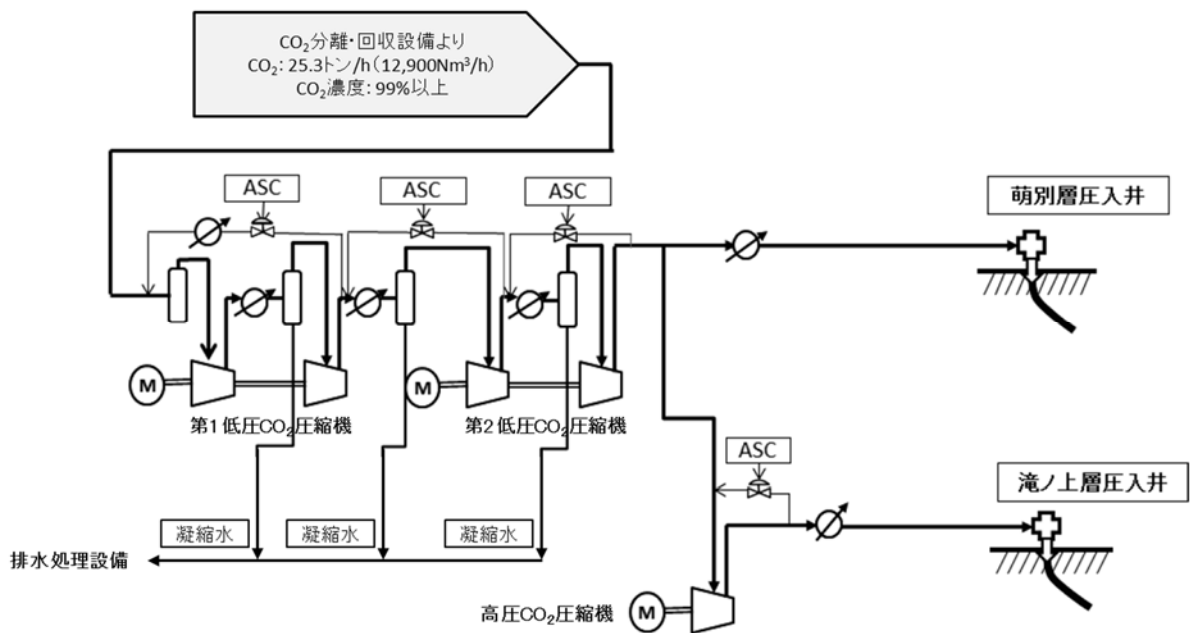 CO₂分離・回収設備より
CO₂: 25.3トン/h(12,900Nm³/h)
CO₂濃度: 99%以上
ASC
ASC
ASC
萌別層圧入井
M
M
第1低圧CO₂圧縮機
第2低圧CO₂圧縮機
ASC
滝ノ上層圧入井
凝縮水
凝縮水
凝縮水
排水処理設備
高圧CO₂圧縮機
M